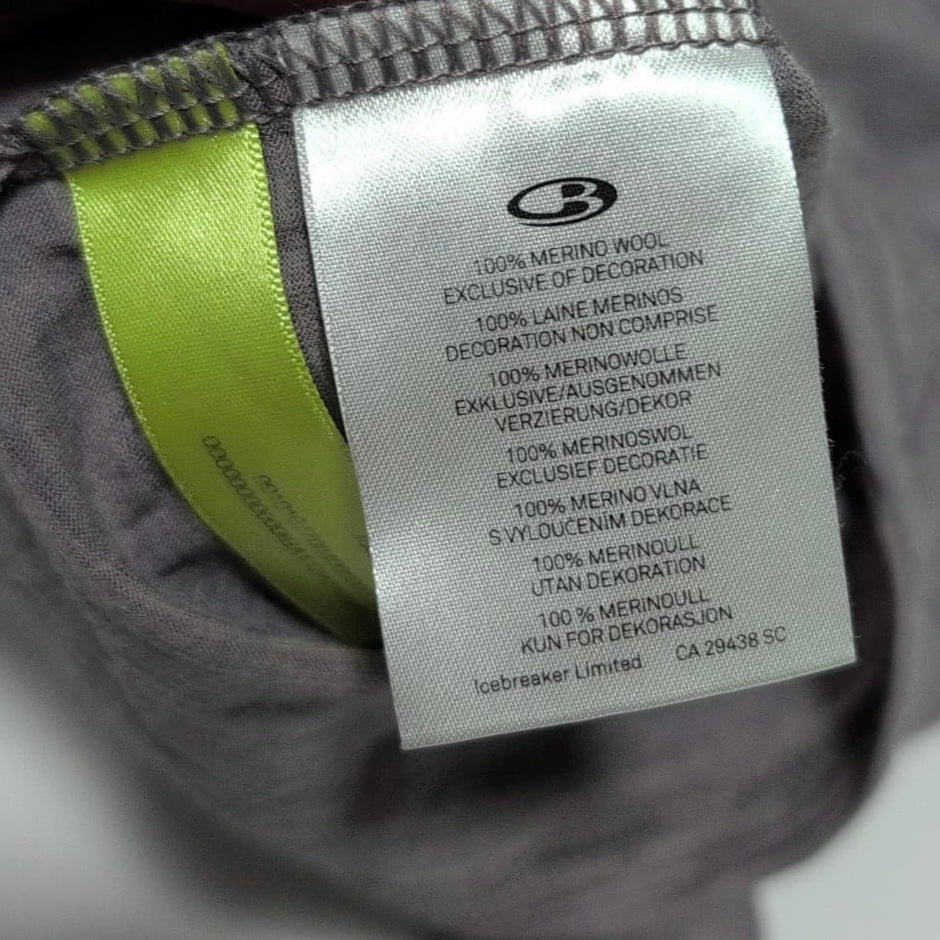 100% MERINO WOOL
EXCLUSIVE OF DECORATION
100% LAINE MERINOS
DECORATION NON COMPRISE
100% MERINOWOLLE
EXKLUSIVE/AUSGENOMMEN
VERZIERUNG/DEKOR
100% MERINOSWOL
EXCLUSIEF DECORATIE
100% MERINO VLNA
S VYLOUCENÍM DEKORACE
100% MERINOULL
UTAN DEKORATION
100 % MERINOULL
KUN FOR DEKORASJON
Icebreaker Limited CA 29438 SC